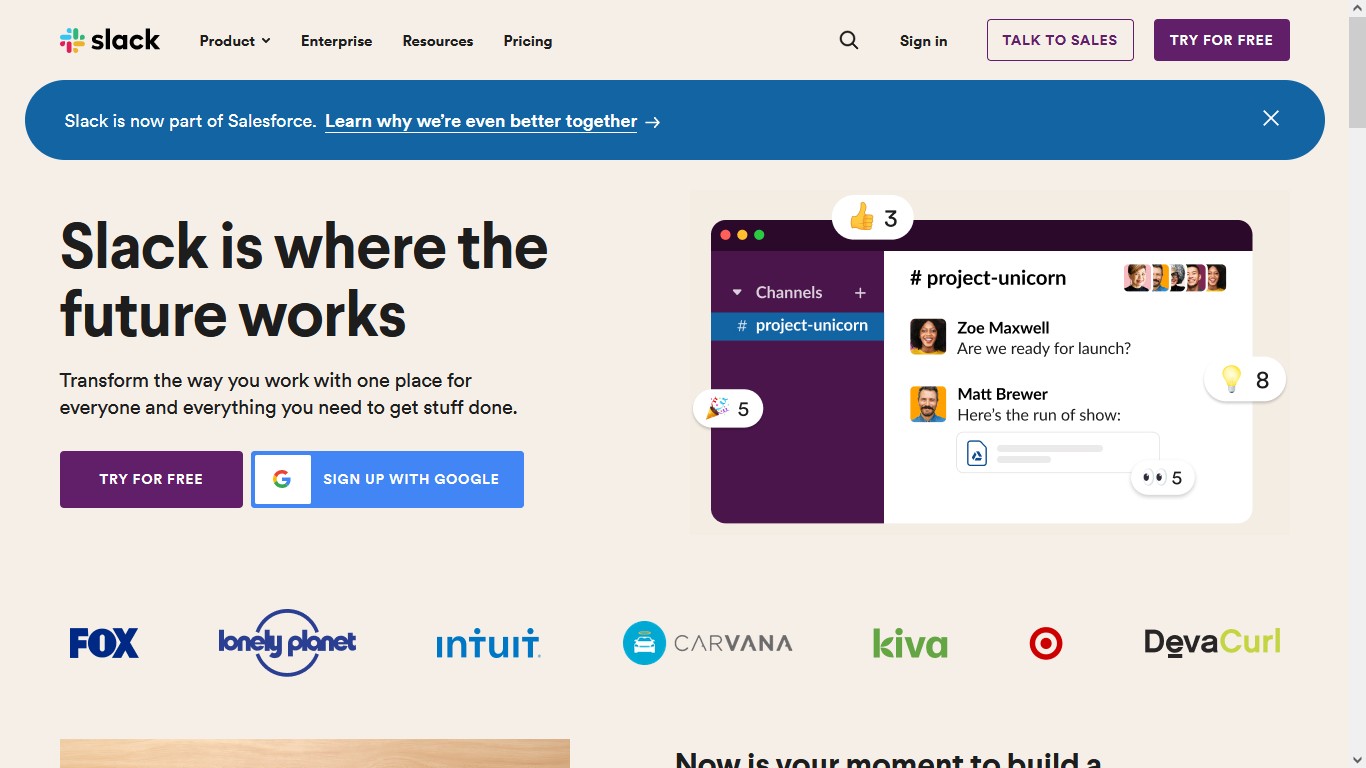 slack
Product
Enterprise
Resources
Pricing
Sign in
TALK TO SALES
TRY FOR FREE
Slack is now part of Salesforce. Learn why we're even better together →
Slack is where the
future works
Transform the way you work with one place for
everyone and everything you need to get stuff done.
TRY FOR FREE
G SIGN UP WITH GOOGLE
3
Channels +
# project-unicorn
# project-unicorn
Zoe Maxwell
Are we ready for launch?
Matt Brewer
Here's the run of show:
5
8
5
FOX
lonely planet
intuit.
CARVANA
kiva
DevaCurl
Now is your moment to build a